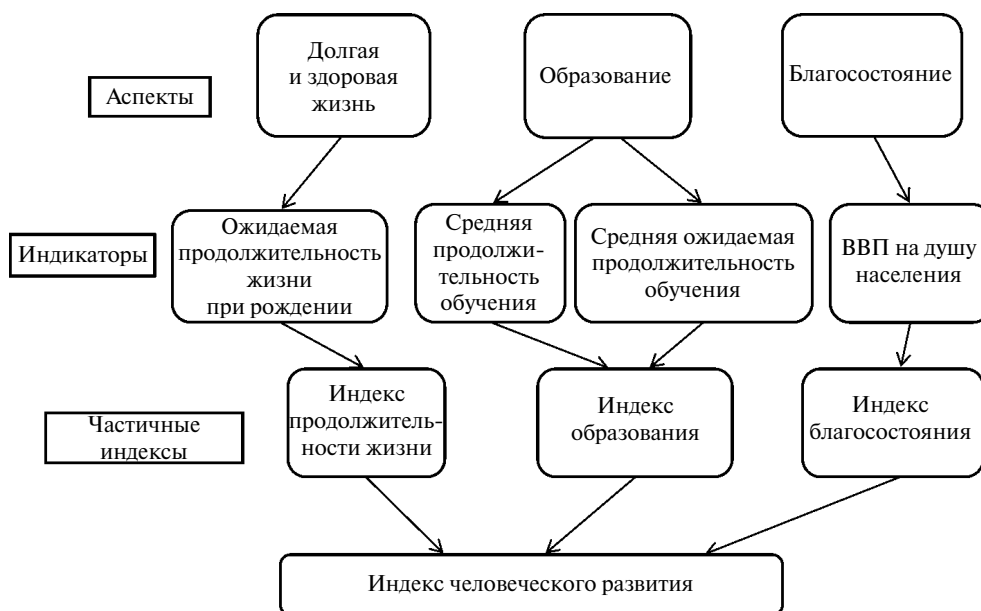 Аспекты
Долгая
и здоровая
жизнь
Образование
Благосостояние
Индикаторы
Ожидаемая
продолжительность
жизни
при рождении
Средняя
продолжи-
тельность
обучения
Средняя ожидаемая
продолжительность
обучения
ВВП на душу
населения
Частичные
индексы
Индекс
продолжитель-
ности жизни
Индекс
образования
Индекс
благосостояния
Индекс человеческого развития